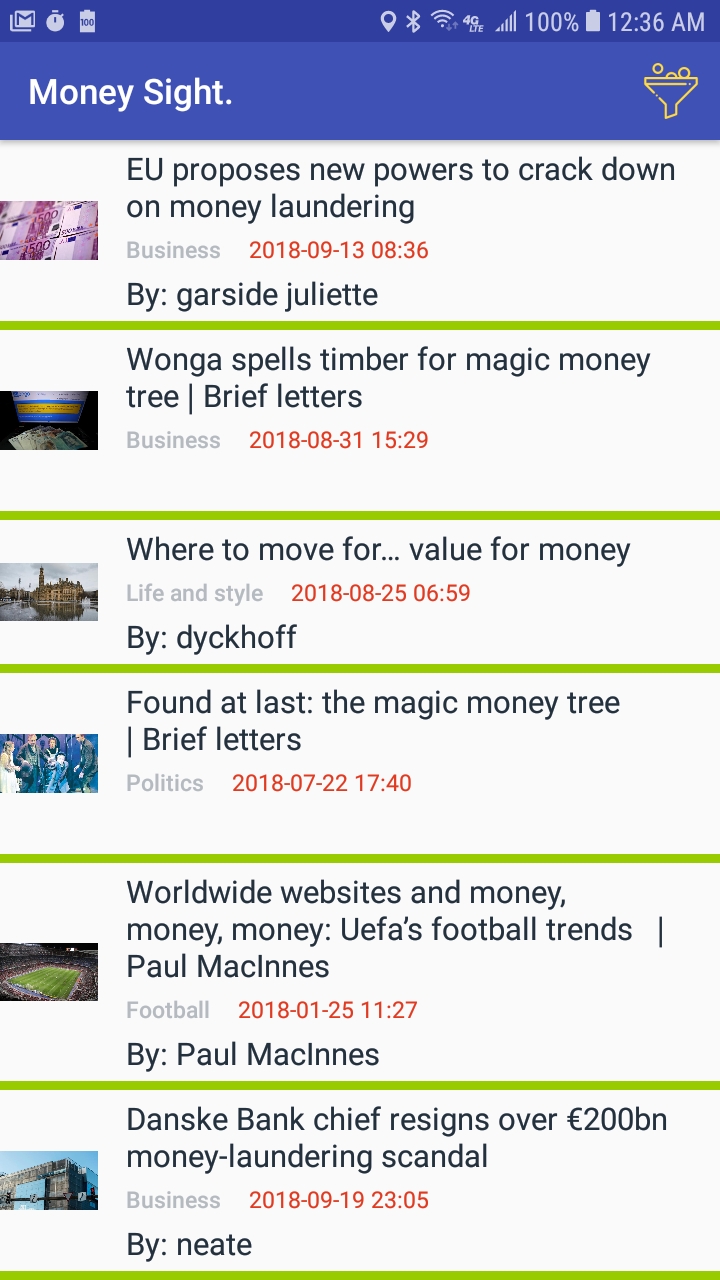 100
4G LTE 100% 12:36 AM
Money Sight.
EU proposes new powers to crack down
on money laundering
Business 2018-09-13 08:36
By: garside juliette
Wonga spells timber for magic money
tree | Brief letters
Business 2018-08-31 15:29
Where to move for… value for money
Life and style 2018-08-25 06:59
By: dyckhoff
Found at last: the magic money tree
| Brief letters
Politics 2018-07-22 17:40
Worldwide websites and money,
money, money: Uefa’s football trends |
Paul MacInnes
Football 2018-01-25 11:27
By: Paul MacInnes
Danske Bank chief resigns over €200bn
money-laundering scandal
Business 2018-09-19 23:05
By: neate